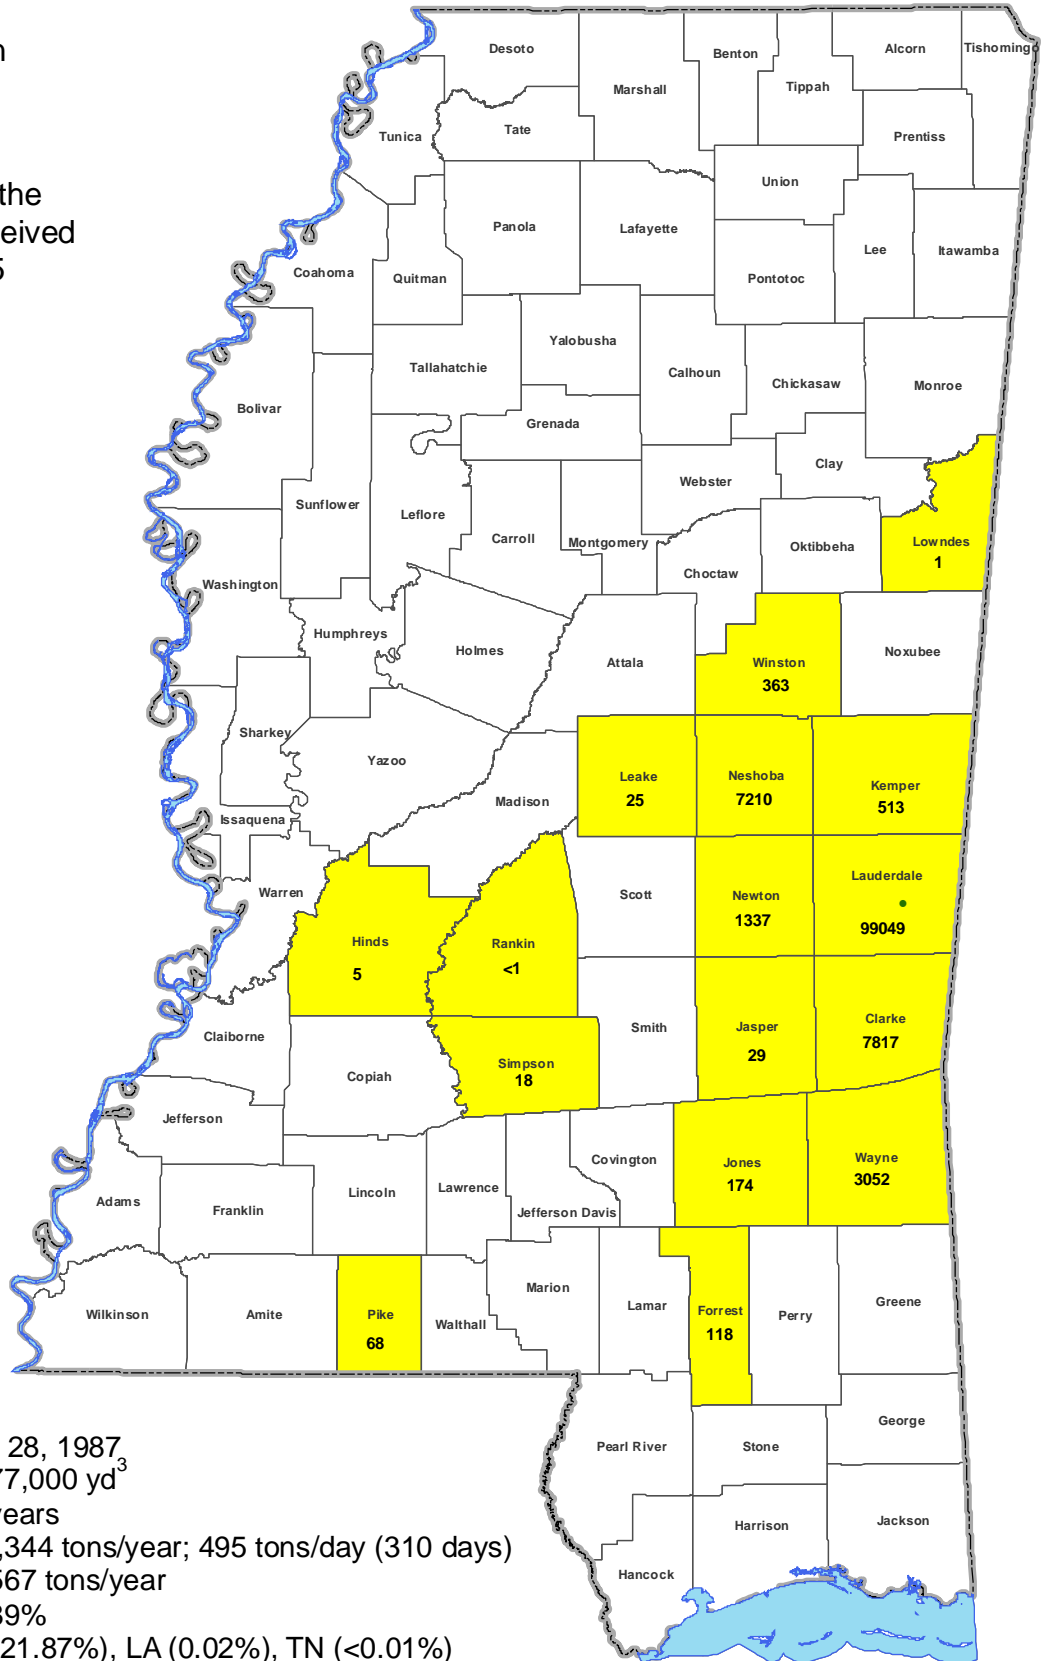 n
the
eived
5
Desoto
Benton
Alcorn
Tishomingo
Marshall
Tippah
Tunica
Tate
Prentiss
Union
Panola
Lafayette
Lee
Itawamba
Coahoma
Quitman
Pontotoc
Yalobusha
Tallahatchie
Calhoun
Chickasaw
Monroe
Bolivar
Grenada
Clay
Webster
Sunflower
Leflore
Carroll
Montgomery
Oktibbeha
Lowndes
1
Choctaw
Washington
Humphreys
Holmes
Attala
Winston
363
Noxubee
Sharkey
Yazoo
Leake
25
Neshoba
7210
Kemper
513
Madison
Issaquena
Warren
Scott
Newton
1337
Lauderdale
99049
Hinds
5
Rankin
<1
Claiborne
Smith
Jasper
29
Clarke
7817
Copiah
Simpson
18
Jefferson
Covington
Jones
174
Wayne
3052
Adams
Franklin
Lincoln
Lawrence
Jefferson Davis
Wilkinson
Amite
Pike
68
Walthall
Marion
Lamar
Forrest
118
Perry
Greene
Pearl River
Stone
George
Harrison
Jackson
Hancock
28, 1987
77,000 yd³
years
,344 tons/year; 495 tons/day (310 days)
567 tons/year
39%
21.87%), LA (0.02%), TN (<0.01%)